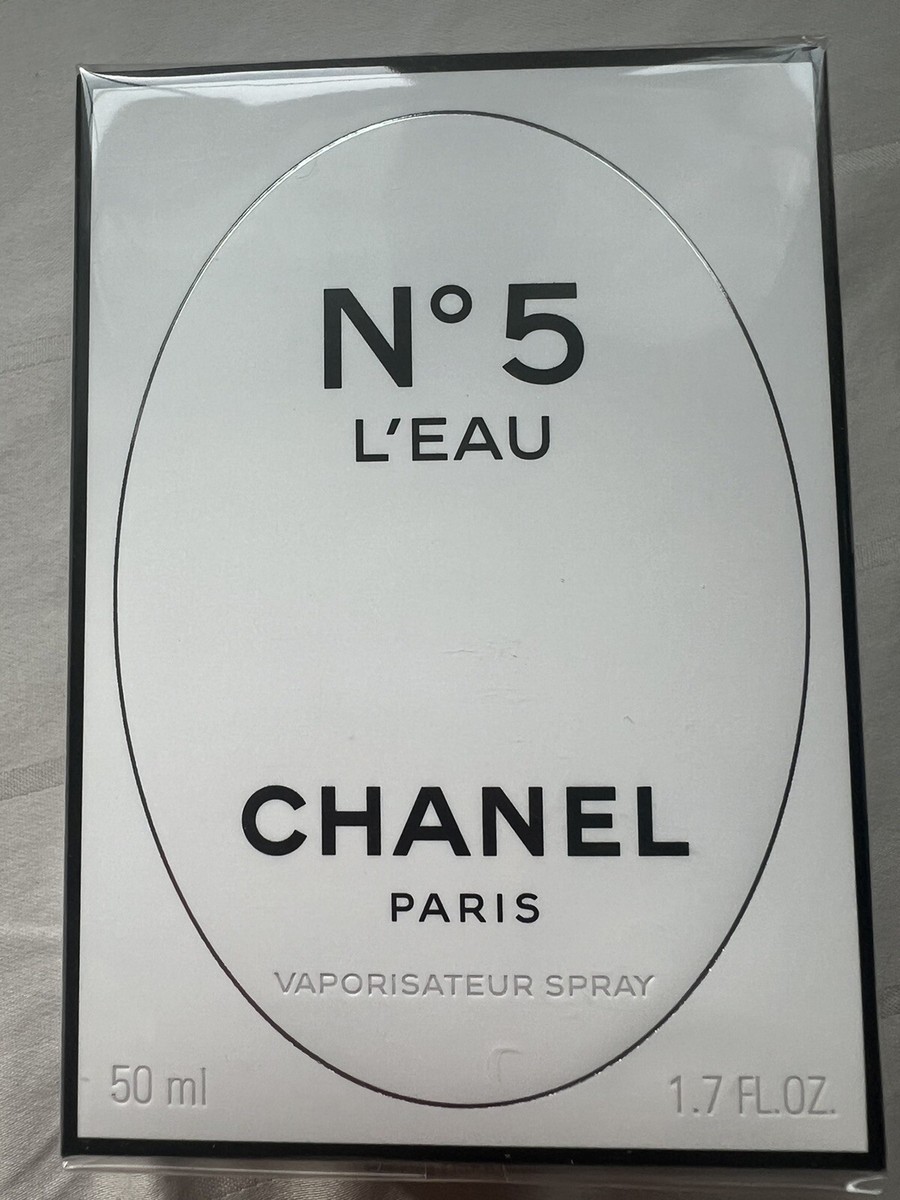 N° 5
L'EAU
CHANEL
PARIS
VAPORISATEUR SPRAY
50 ml
1.7 FL.OZ.